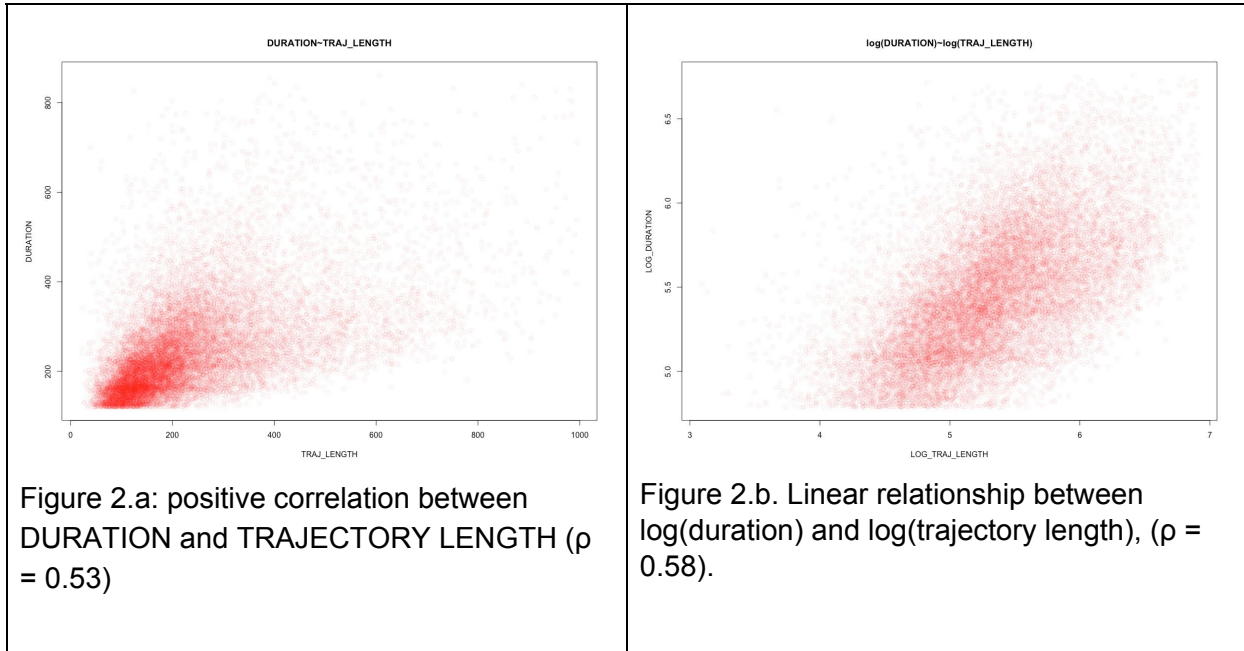 DURATION~TRAJ_LENGTH
800
600
400
200
DURATION
0
200
400
600
800
1000
TRAJ_LENGTH
Figure 2.a: positive correlation between
DURATION and TRAJECTORY LENGTH (ρ
= 0.53)
log(DURATION)~log(TRAJ_LENGTH)
6.5
6.0
5.5
5.0
LOG_DURATION
3
4
5
6
7
LOG_TRAJ_LENGTH
Figure 2.b. Linear relationship between
log(duration) and log(trajectory length), (ρ =
0.58).